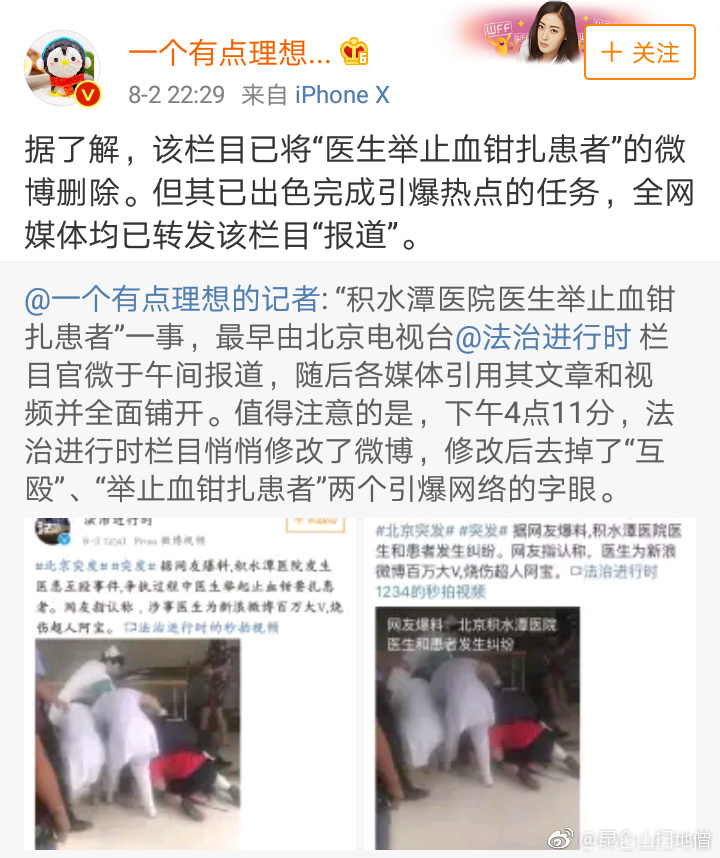 一个有点理想...
WFF
+ 关注
8-2 22:29 来自 iPhone X
据了解，该栏目已将“医生举止血钳扎患者”的微
博删除。但其已出色完成引爆热点的任务，全网
媒体均已转发该栏目“报道”。
@一个有点理想的记者: “积水潭医院医生举止血钳
扎患者”一事，最早由北京电视台@法治进行时 栏
目官微于午间报道，随后各媒体引用其文章和视
频并全面铺开。值得注意的是，下午4点11分，法
治进行时栏目悄悄修改了微博，修改后去掉了“互
殴”、“举止血钳扎患者”两个引爆网络的字眼。
法治进行时
8-2 12:41 From 微博视频
#北京突发##突发# 据网友爆料,积水潭医院发生
医患互殴事件,争执过程中医生举起止血钳要扎患
者。网友指认称，涉事医生为新浪微博百万大V,烧
伤超人阿宝。 法治进行时的秒拍视频
#北京突发# #突发# 据网友爆料,积水潭医院医
生和患者发生纠纷。网友指认称，医生为新浪
微博百万大V,烧伤超人阿宝。 法治进行时
1234的秒拍视频
网友爆料 北京积水潭医院
医生和患者发生纠纷
@昆仑山扫地僧